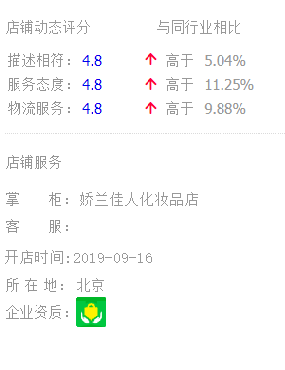 店铺动态评分 与同行业相比
描述相符：4.8 高于 5.04%
服务态度：4.8 高于 11.25%
物流服务：4.8 高于 9.88%
店铺服务
掌 柜：娇兰佳人化妆品店
客 服：
开店时间:2019-09-16
所 在 地：北京
企业资质：